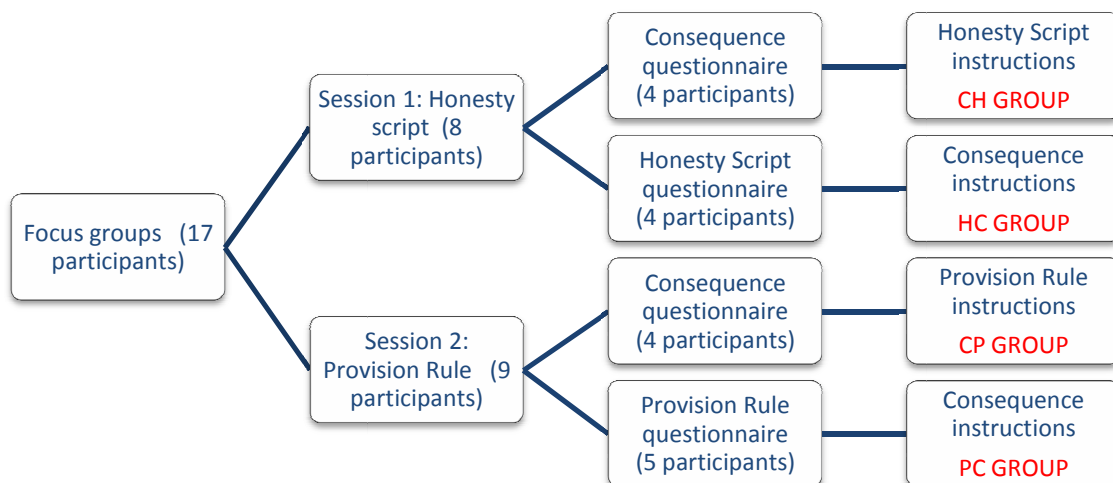 Focus groups (17
participants)
Session 1: Honesty
script (8
participants)
Session 2:
Provision Rule (9
participants)
Consequence
questionnaire
(4 participants)
Honesty Script
questionnaire
(4 participants)
Consequence
questionnaire
(4 participants)
Provision Rule
questionnaire
(5 participants)
Honesty Script
instructions
CH GROUP
Consequence
instructions
HC GROUP
Provision Rule
instructions
CP GROUP
Consequence
instructions
PC GROUP